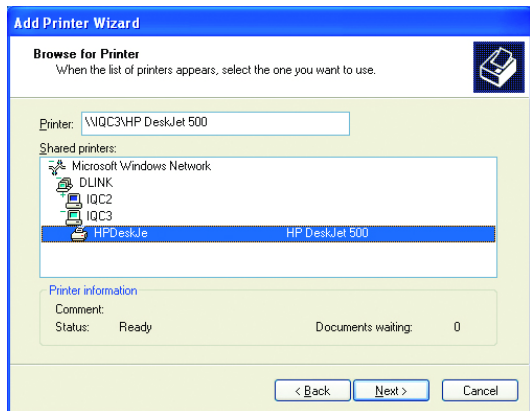 Add Printer Wizard
Browse for Printer
When the list of printers appears, select the one you want to use.
Printer: \\IQC3\HP DeskJet 500
Shared printers:
Microsoft Windows Network
DLINK
IQC2
IQC3
HPDeskJe HP DeskJet 500
Printer information
Comment:
Status: Ready Documents waiting: 0
< Back Next > Cancel